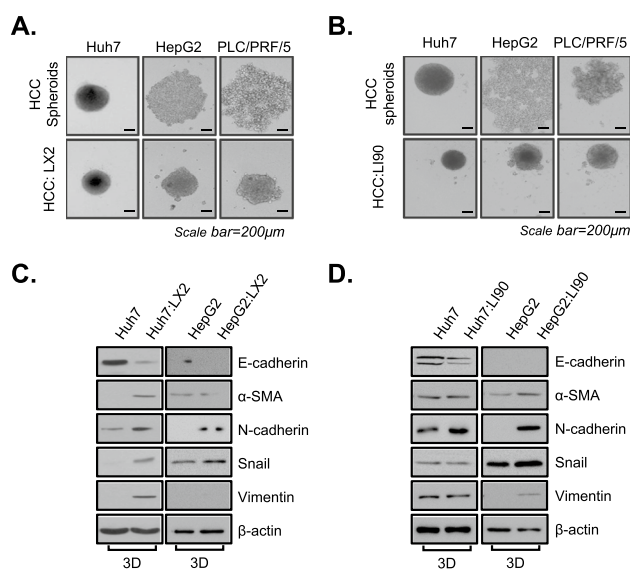 A.
Huh7 HepG2 PLC/PRF/5
HCC Spheroids
HCC: LX2
Scale bar=200μm
B.
Huh7 HepG2 PLC/PRF/5
HCC spheroids
HCC:LI90
Scale bar=200μm
C.
Huh7 Huh7:LX2 HepG2 HepG2:LX2
E-cadherin
α-SMA
N-cadherin
Snail
Vimentin
β-actin
3D 3D
D.
Huh7 Huh7:LI90 HepG2 HepG2:LI90
E-cadherin
α-SMA
N-cadherin
Snail
Vimentin
β-actin
3D 3D